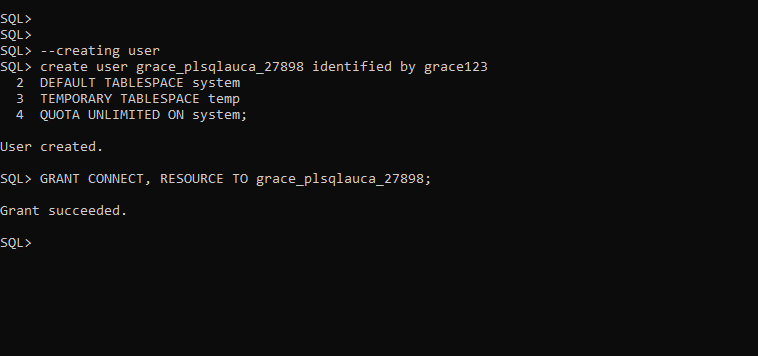 SQL>
SQL>
SQL> --creating user
SQL> create user grace_plsqlauca_27898 identified by grace123
  2  DEFAULT TABLESPACE system
  3  TEMPORARY TABLESPACE temp
  4  QUOTA UNLIMITED ON system;
User created.
SQL> GRANT CONNECT, RESOURCE TO grace_plsqlauca_27898;
Grant succeeded.
SQL>